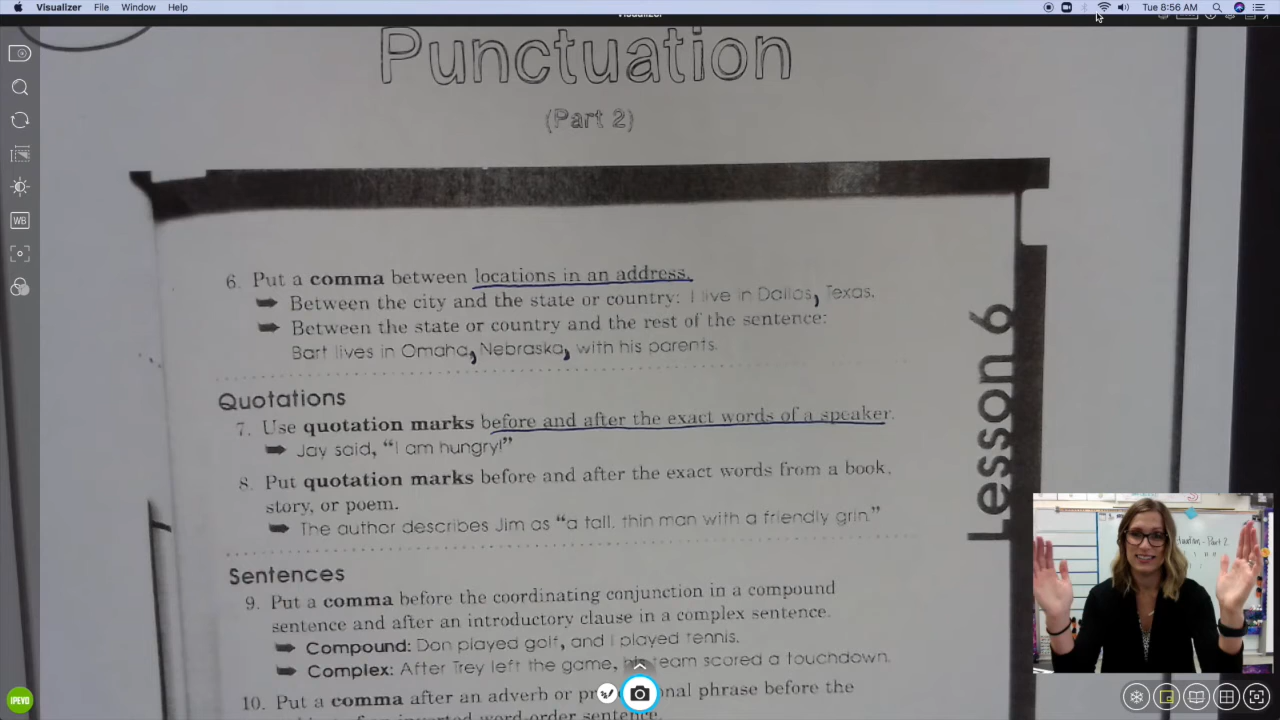 Visualizer File Window Help Tue 8:56 AM
WB
Punctuation
(Part 2)
6. Put a comma between locations in an address.
➡ Between the city and the state or country: I live in Dallas, Texas.
➡ Between the state or country and the rest of the sentence:
Bart lives in Omaha, Nebraska, with his parents.
Quotations
7. Use quotation marks before and after the exact words of a speaker.
➡ Jay said, “I am hungry!”
8. Put quotation marks before and after the exact words from a book,
story, or poem.
➡ The author describes Jim as “a tall, thin man with a friendly grin.”
Sentences
9. Put a comma before the coordinating conjunction in a compound
sentence and after an introductory clause in a complex sentence.
➡ Compound: Don played golf, and I played tennis.
➡ Complex: After Trey left the game, his team scored a touchdown.
10. Put a comma after an adverb or phrase before the
sentence.
Lesson 6
Part 2
IPEVO